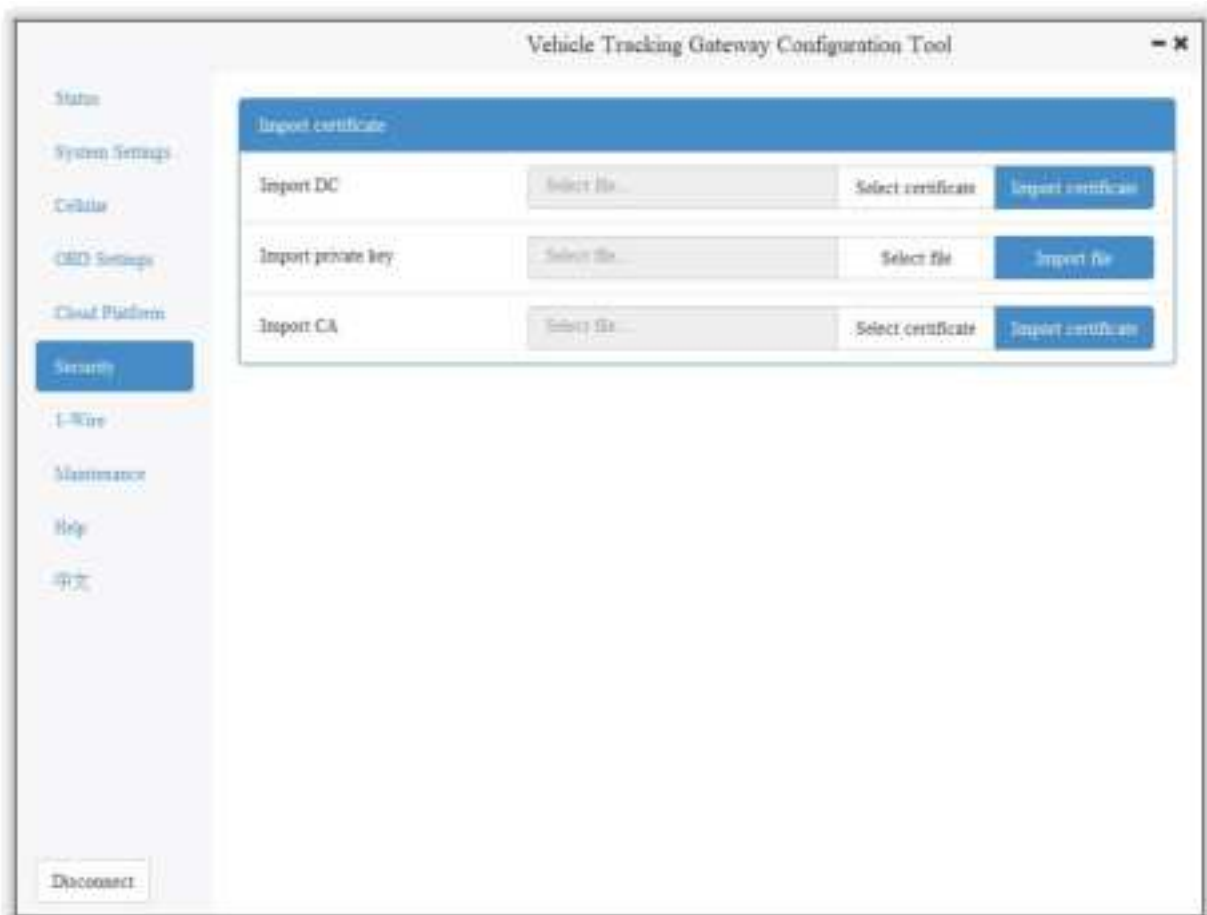 Vehicle Tracking Gateway Configuration Tool
Status
System Settings
Cellular
OBD Settings
Cloud Platform
Security
1-Wire
Maintenance
Help
中文
Disconnect
Import certificate
Import DC Select file... Select certificate Import certificate
Import private key Select file... Select file Import file
Import CA Select file... Select certificate Import certificate